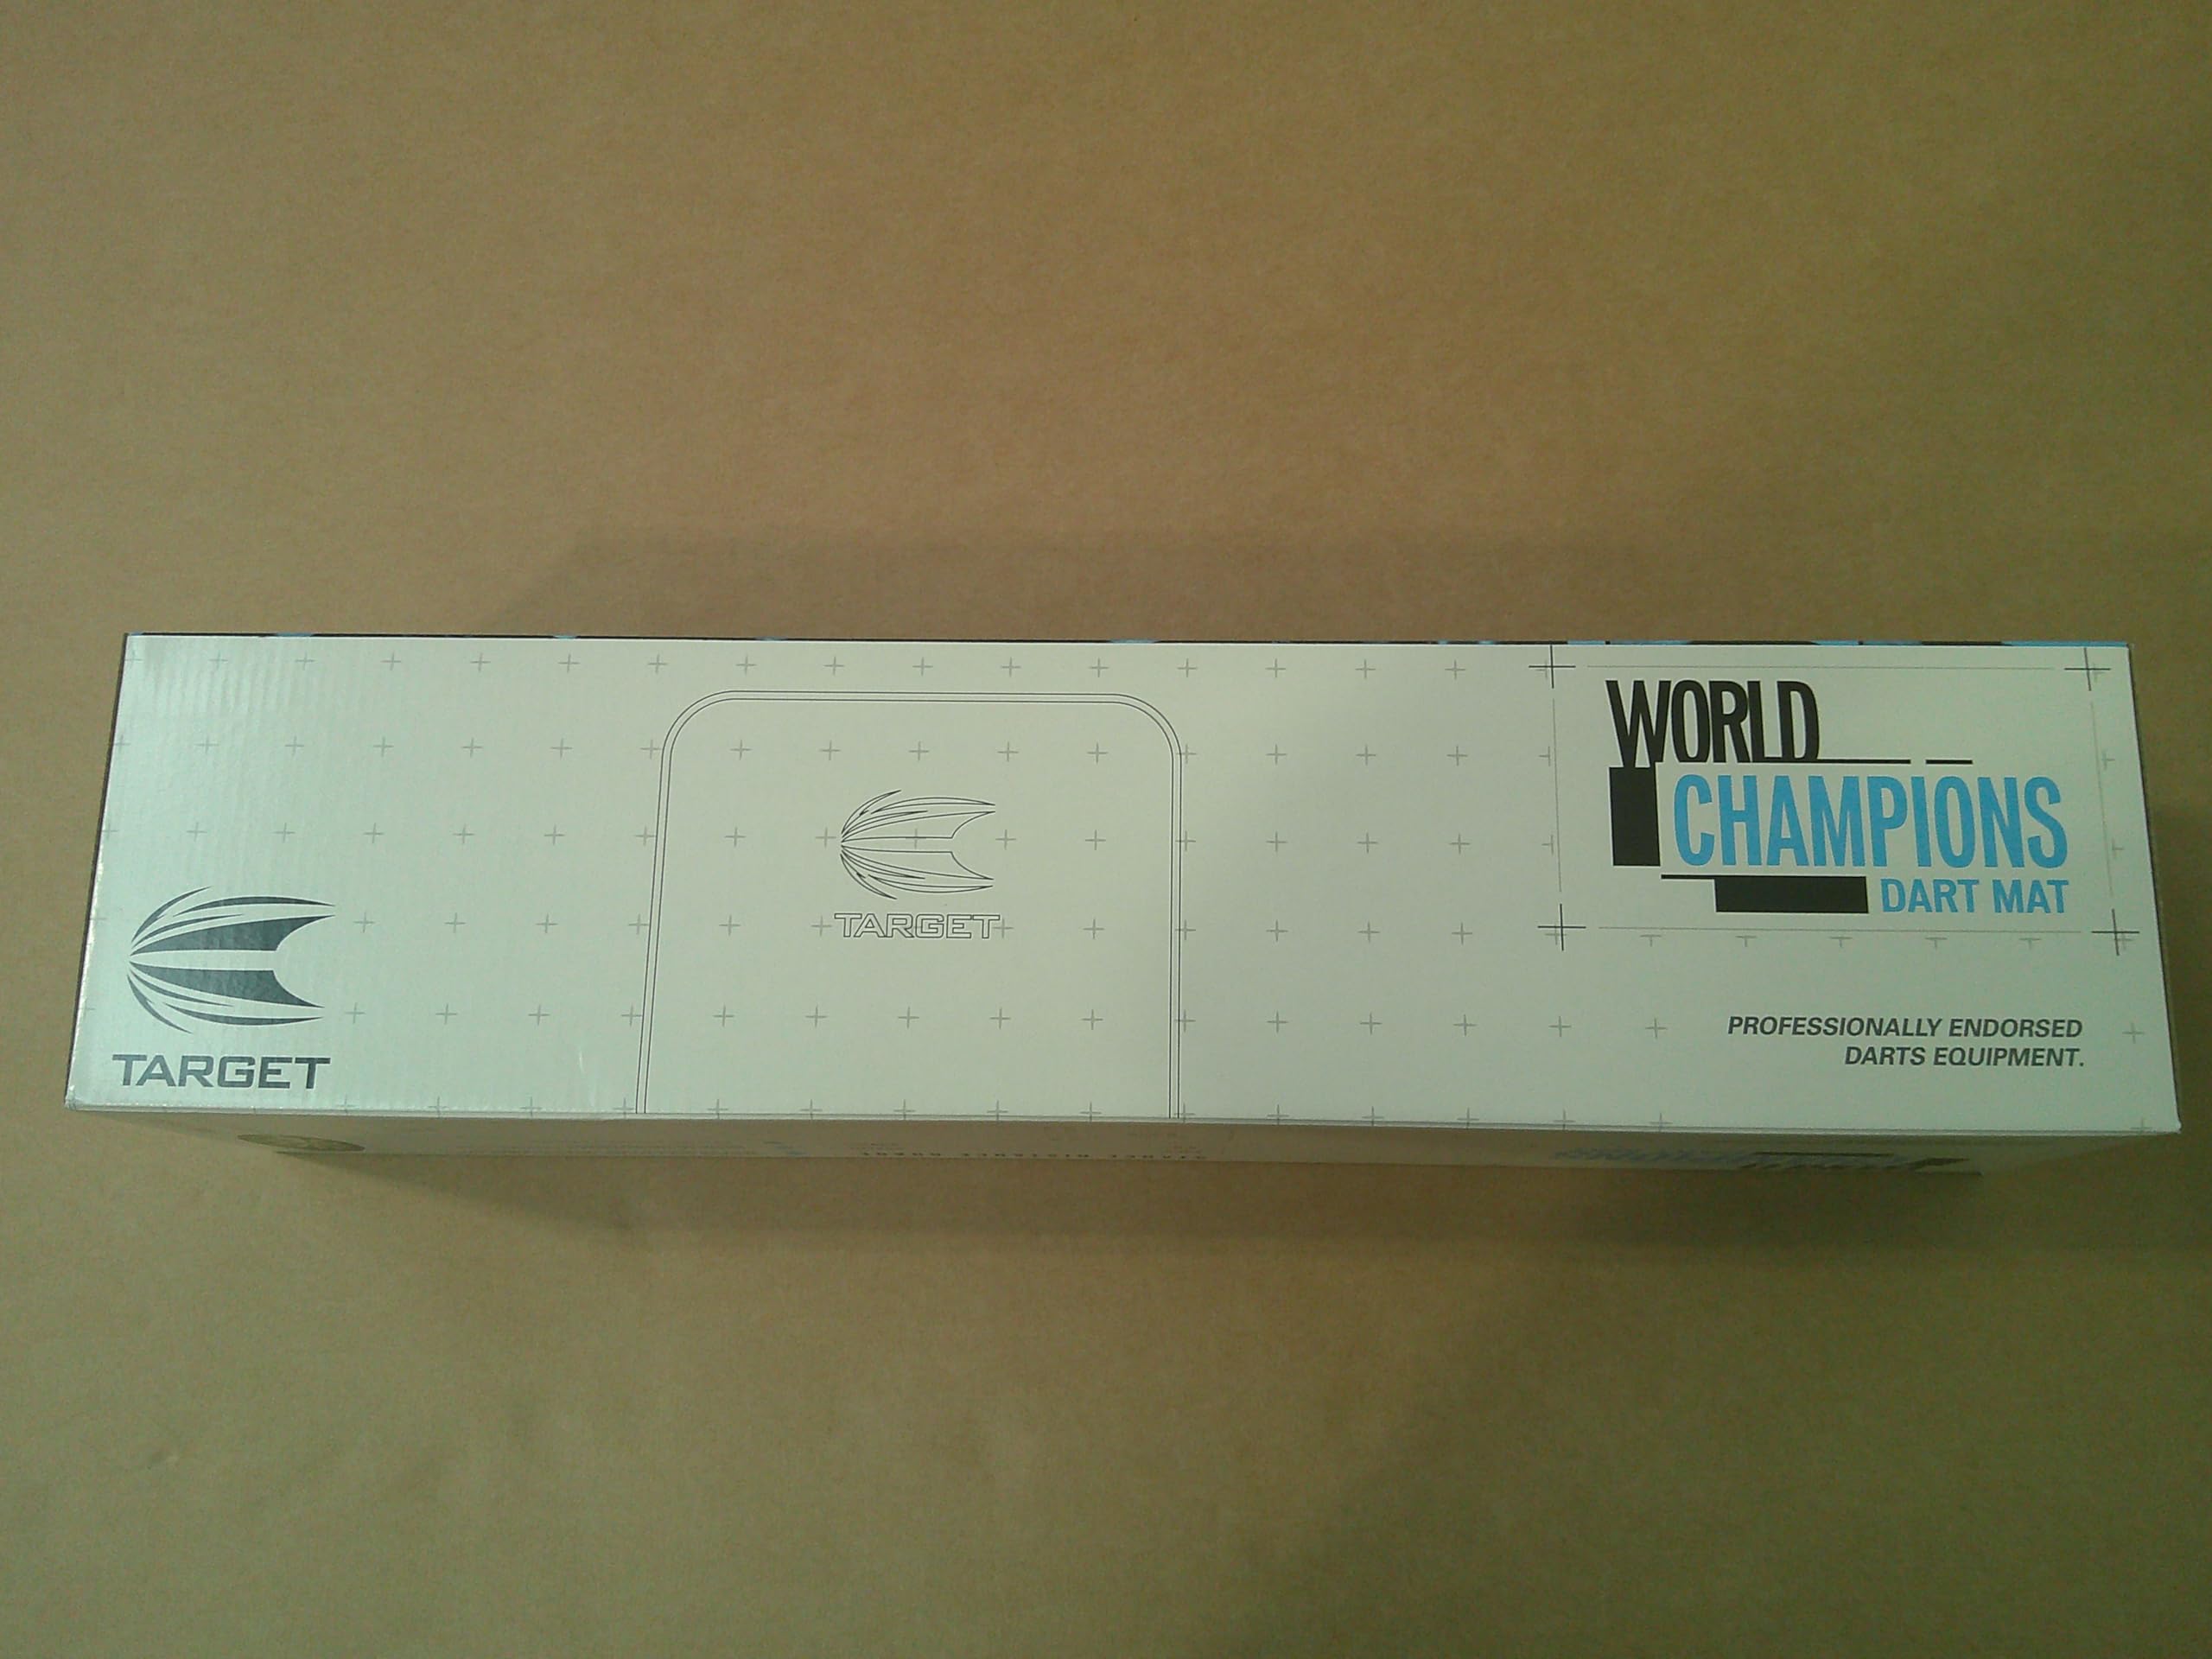 WORLD
CHAMPIONS
DART MAT
TARGET
TARGET
PROFESSIONALLY ENDORSED
DARTS EQUIPMENT.